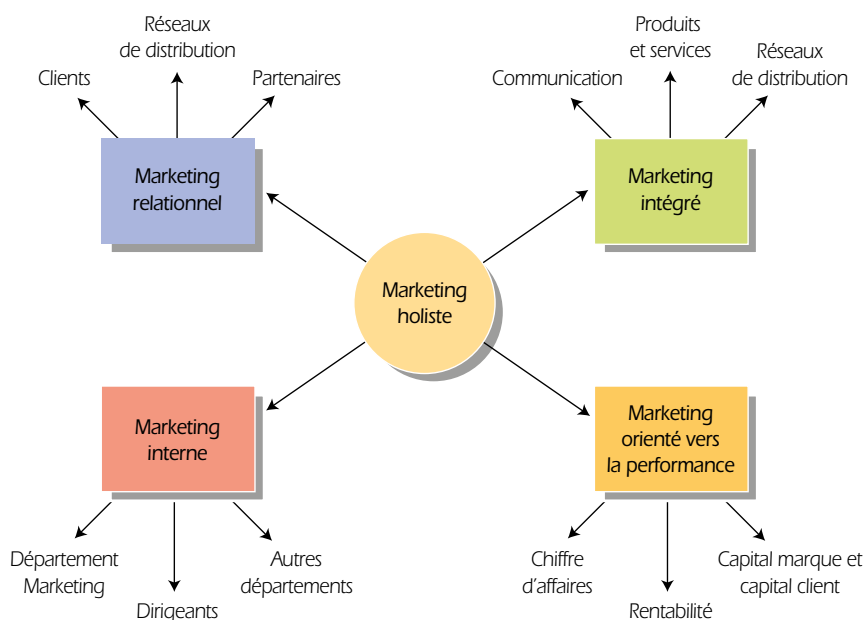 Réseaux
de distribution
Clients
Partenaires
Marketing
relationnel
Produits
et services
Communication
Réseaux
de distribution
Marketing
intégré
Marketing
holiste
Marketing
interne
Département
Marketing
Dirigeants
Autres
départements
Marketing
orienté vers
la performance
Chiffre
d'affaires
Rentabilité
Capital marque et
capital client